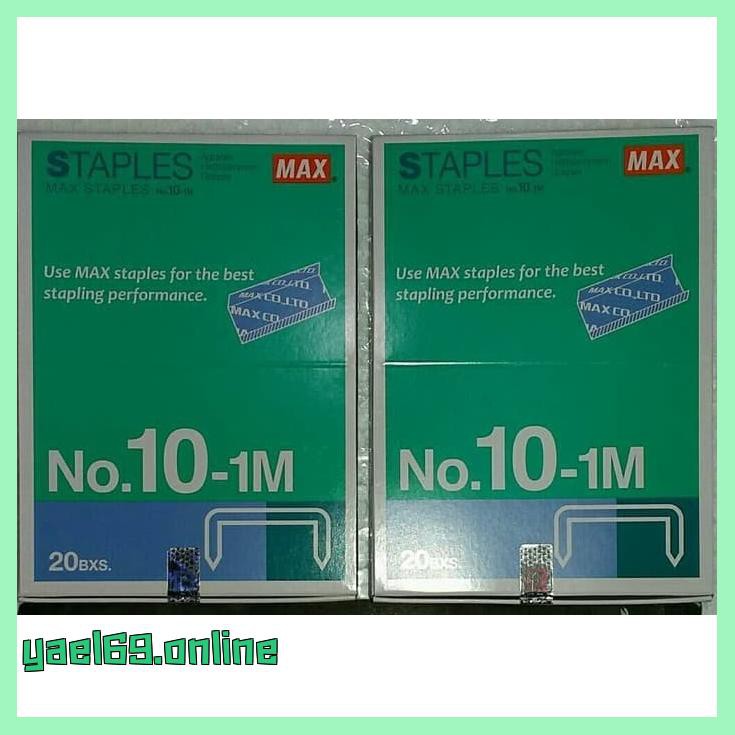 STAPLES
MAX
MAX STAPLES No.10-1M
Use MAX staples for the best
stapling performance.
MAX CO.,LTD
MAX CO.
No.10-1M
20BXS.
STAPLES
MAX
MAX STAPLES No.10-1M
Use MAX staples for the best
stapling performance.
MAX CO.,LTD
MAX CO.
No.10-1M
20BXS.
yael69.online